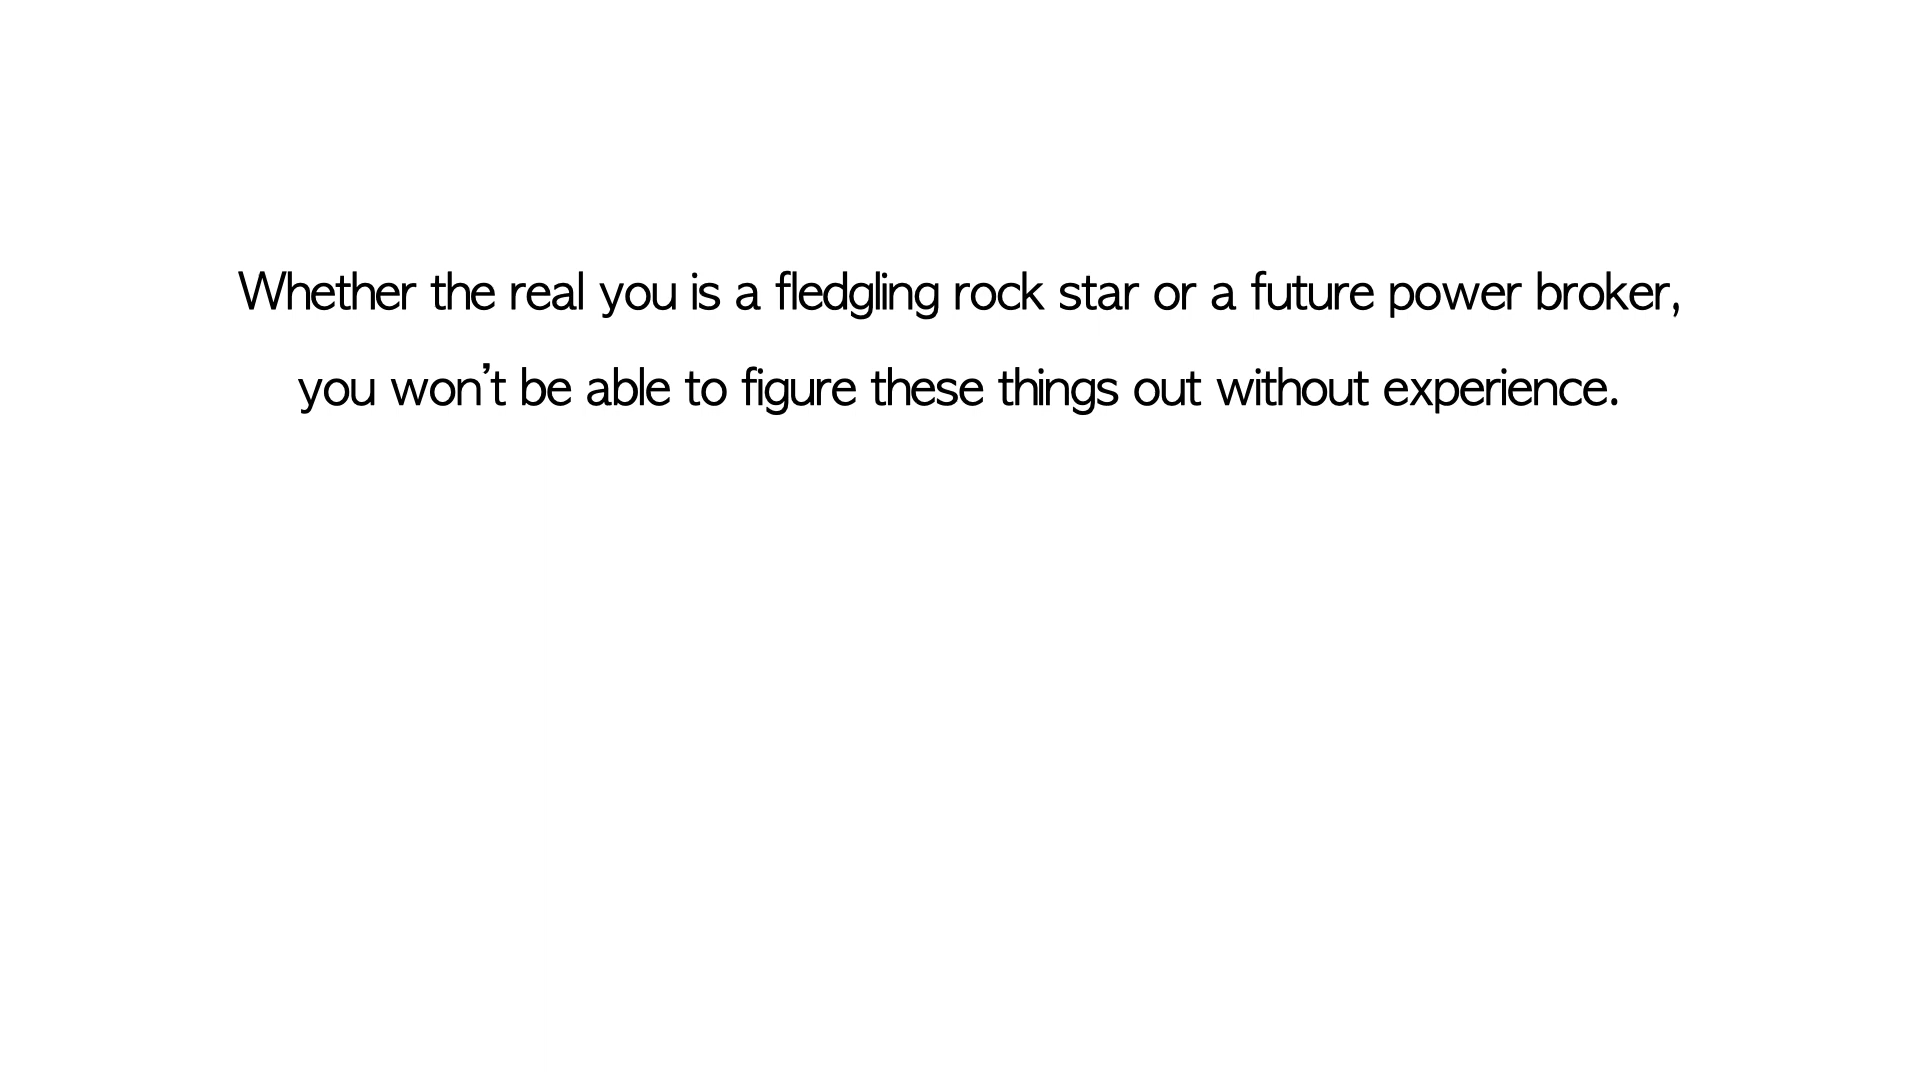 Whether the real you is a fledgling rock star or a future power broker,
you won’t be able to figure these things out without experience.